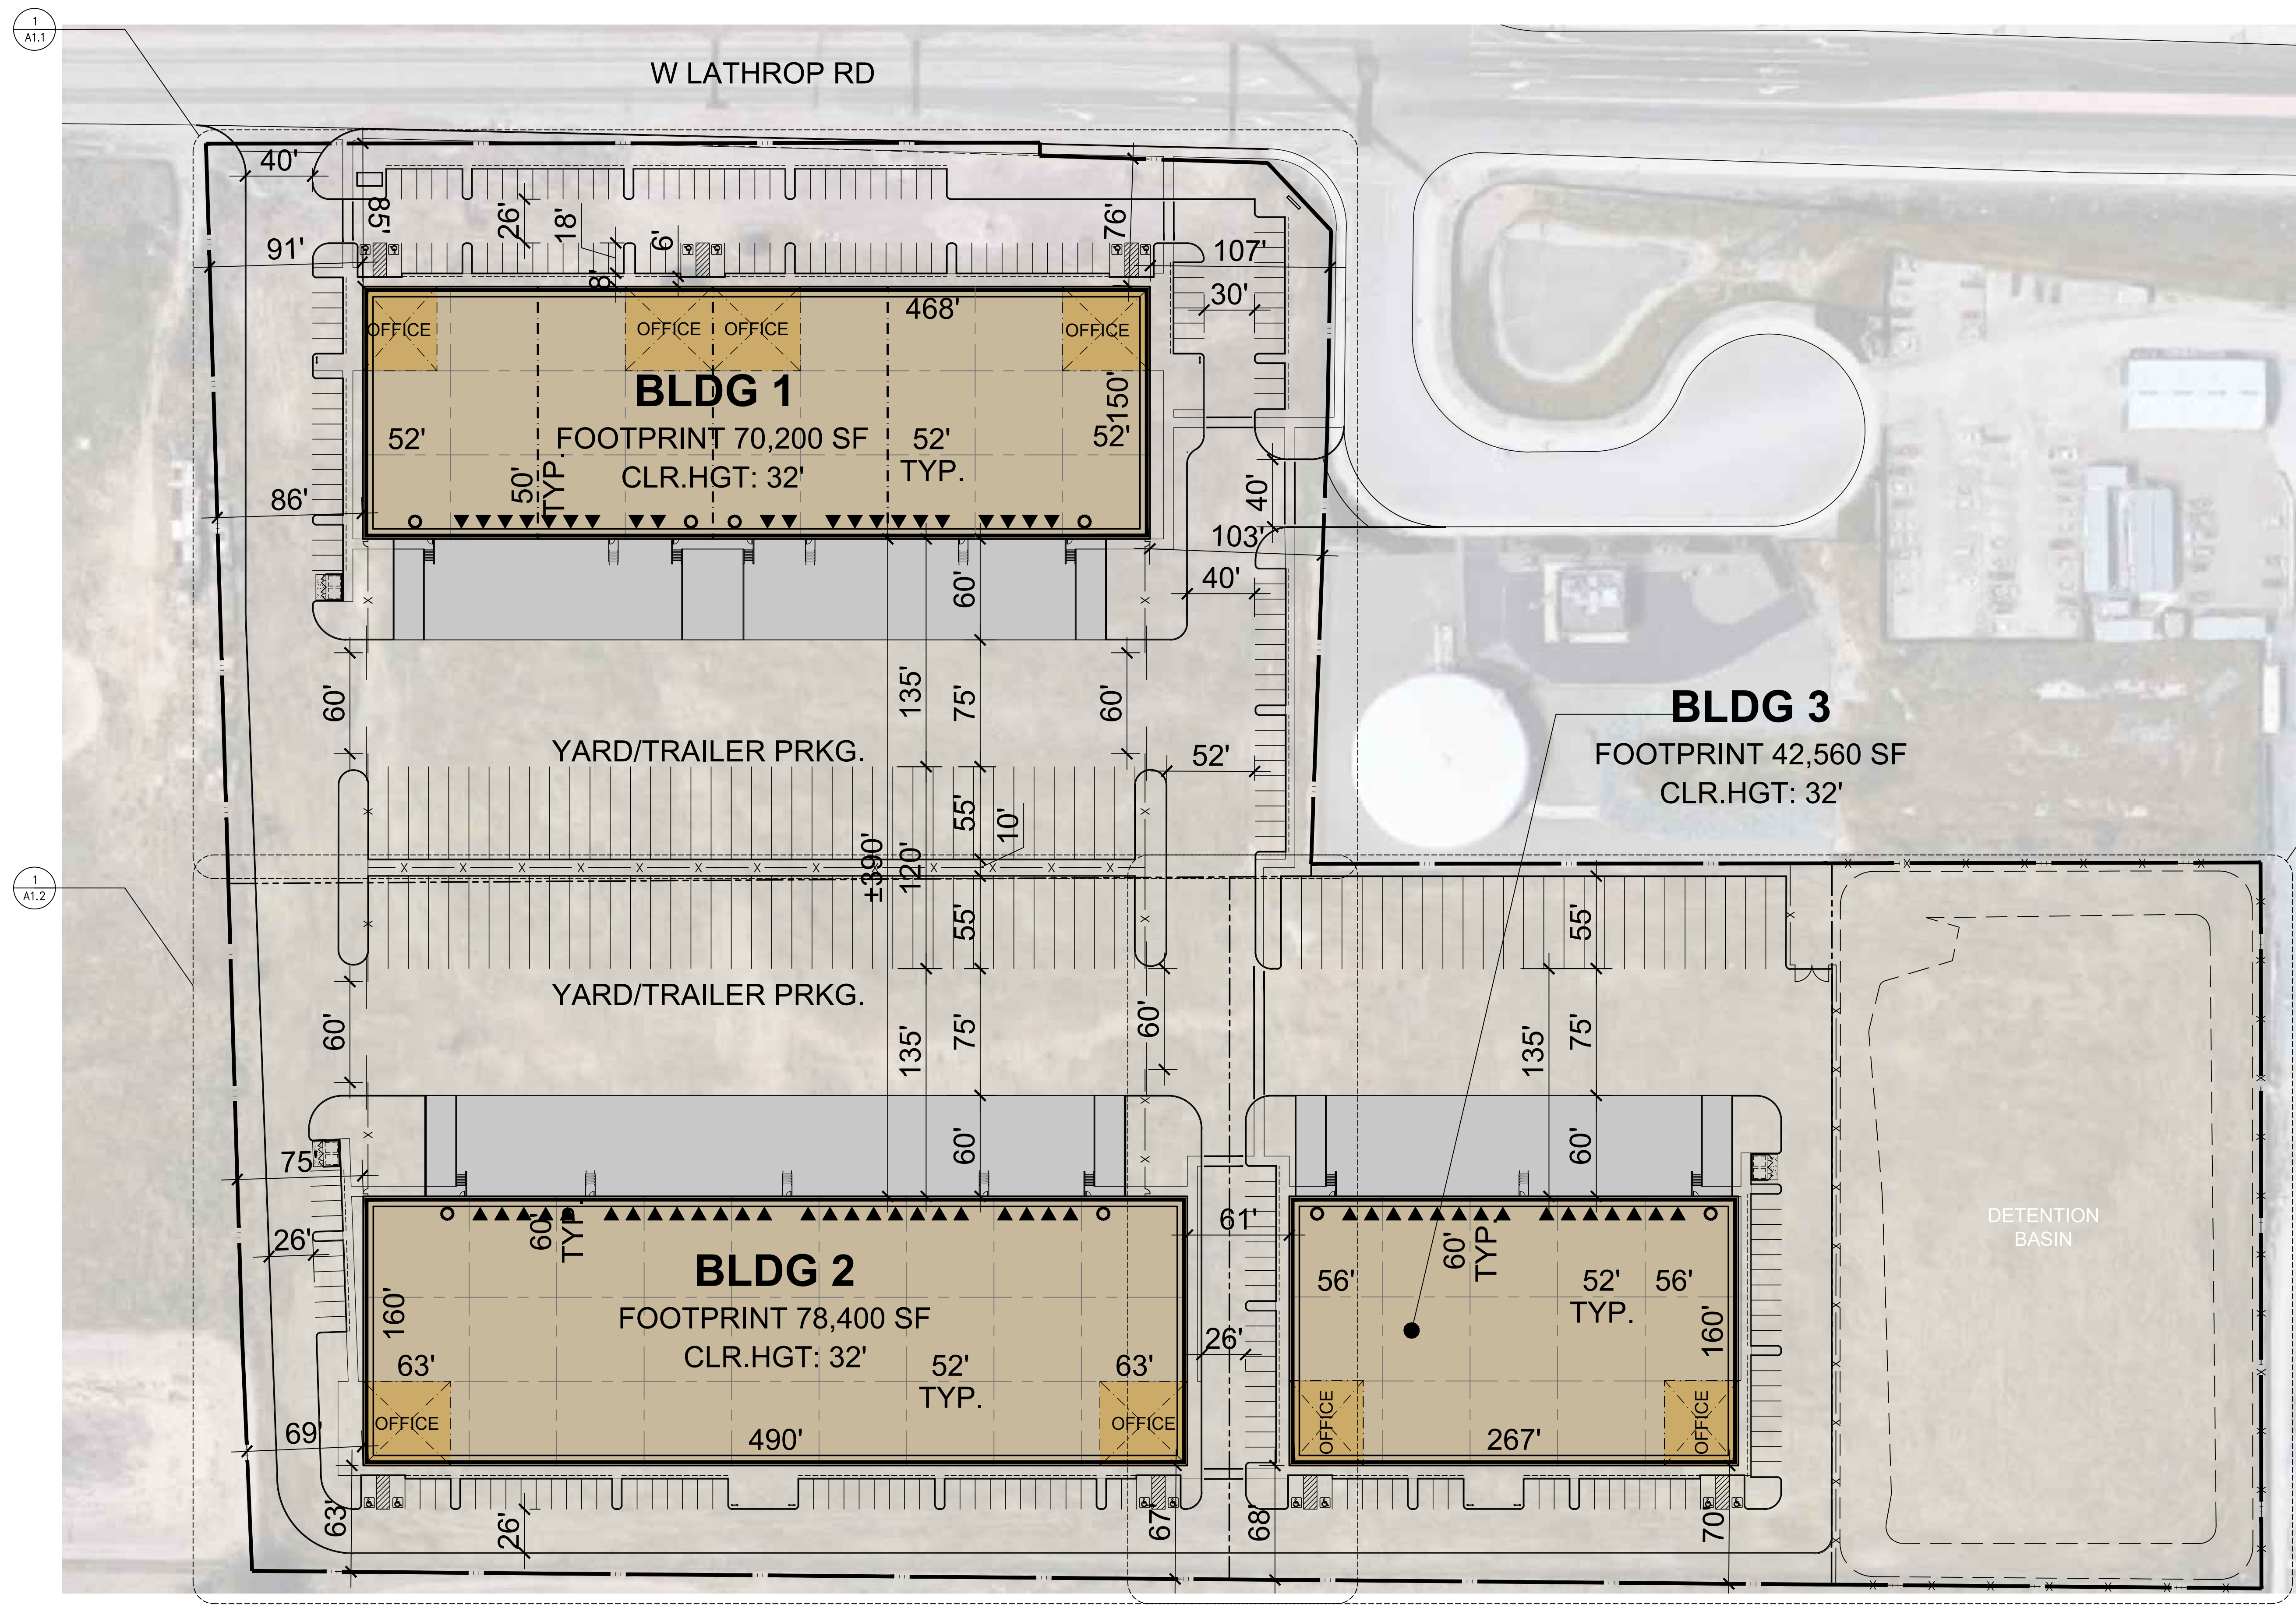 1
A1.1
W LATHROP RD
40'
85'
26'
18'
6'
76'
91'
107'
8'
30'
468'
OFFICE
OFFICE
OFFICE
OFFICE
BLDG 1
150'
52'
FOOTPRINT 70,200 SF
52'
TYP.
52'
CLR.HGT: 32'
50'
TYP.
86'
40'
103'
60'
40'
60'
135'
75'
60'
BLDG 3
FOOTPRINT 42,560 SF
CLR.HGT: 32'
YARD/TRAILER PRKG.
52'
55'
10'
±390'
120'
1
A1.2
55'
55'
YARD/TRAILER PRKG.
60'
135'
75'
60'
135'
75'
60'
60'
75'
26'
60'
TYP.
61'
60'
TYP.
DETENTION
BASIN
BLDG 2
56'
52'
TYP.
56'
160'
FOOTPRINT 78,400 SF
CLR.HGT: 32'
26'
160'
63'
52'
TYP.
63'
OFFICE
OFFICE
OFFICE
OFFICE
69'
490'
267'
63'
26'
67'
68'
70'